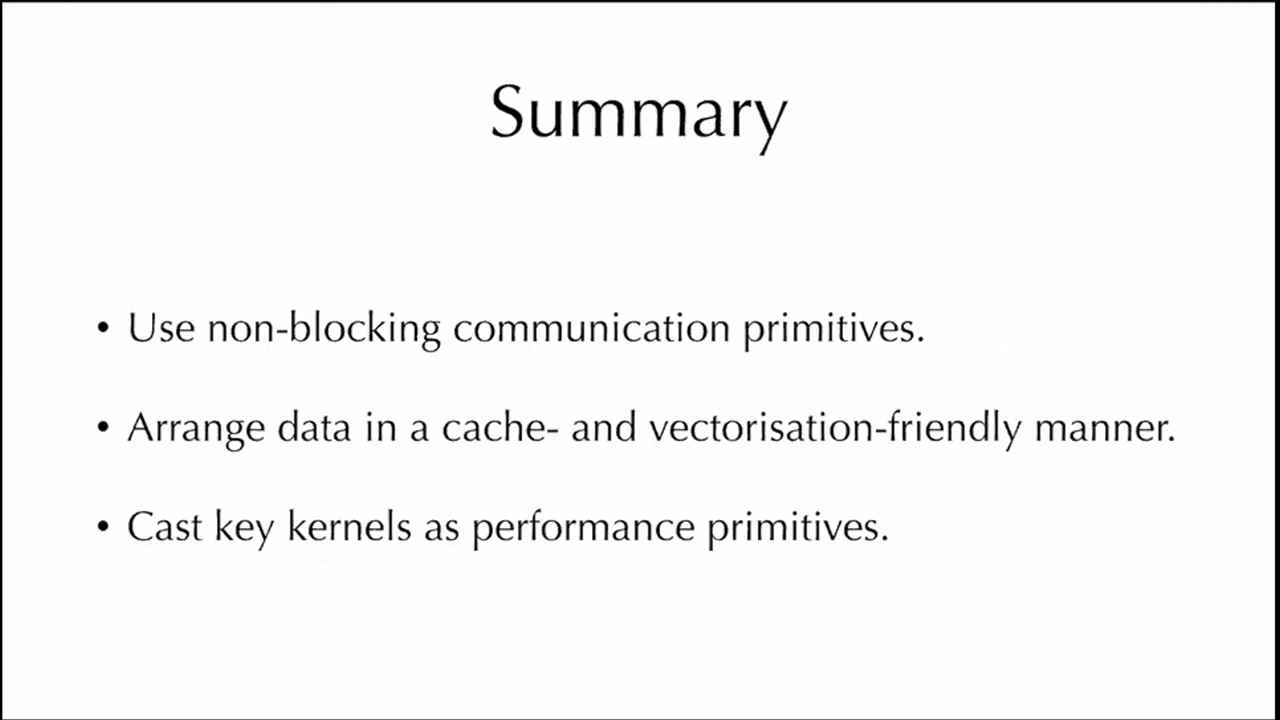 Summary
• Use non-blocking communication primitives.
• Arrange data in a cache- and vectorisation-friendly manner.
• Cast key kernels as performance primitives.